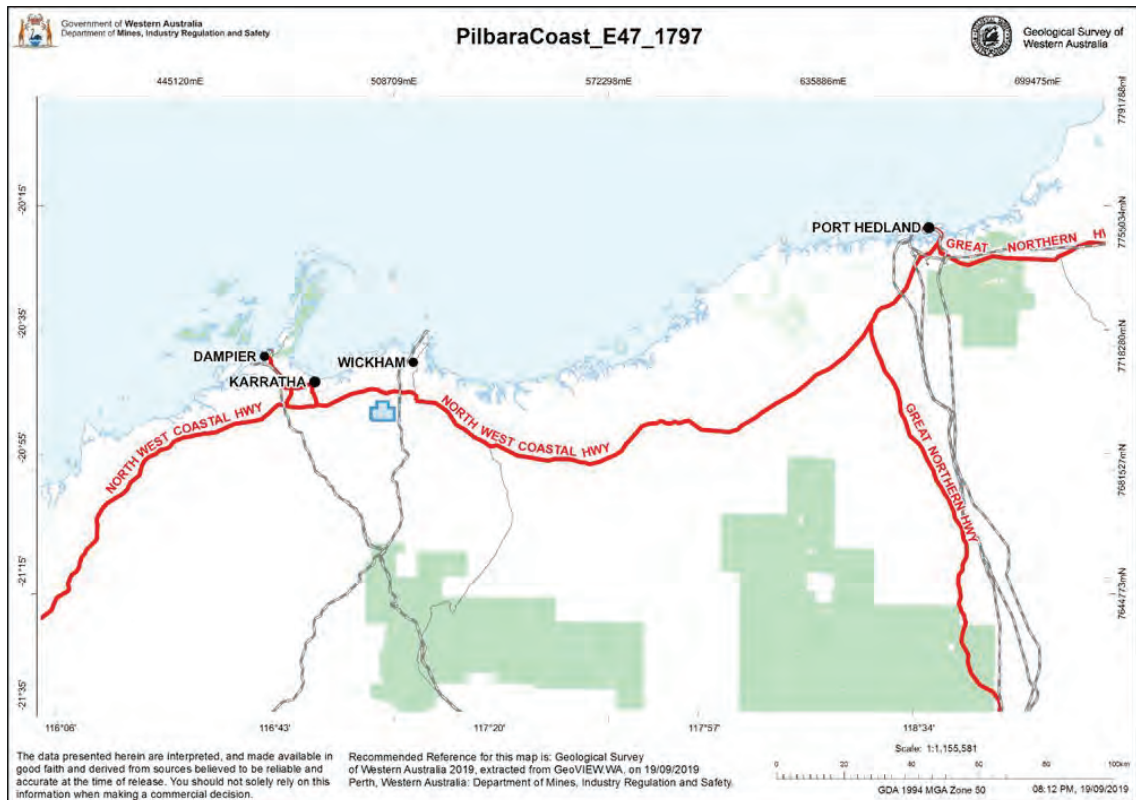 Government of Western Australia
Department of Mines, Industry Regulation and Safety
PilbaraCoast_E47_1797
Geological Survey of
Western Australia
445120mE
508709mE
572298mE
635886mE
699475mE
7791788mN
-20°15'
7755034mN
PORT HEDLAND
GREAT NORTHERN
-20°35'
7718280mN
DAMPIER
WICKHAM
KARRATHA
NORTH WEST COASTAL HWY
NORTH WEST COASTAL HWY
GREAT NORTHERN HWY
-20°55'
7681527mN
-21°15'
7644773mN
-21°35'
116°06'
116°43'
117°20'
117°57'
118°34'
The data presented herein are interpreted, and made available in
good faith and derived from sources believed to be reliable and
accurate at the time of release. You should not solely rely on this
information when making a commercial decision.
Recommended Reference for this map is: Geological Survey
of Western Australia 2019, extracted from GeoVIEW.WA, on 19/09/2019
Perth, Western Australia: Department of Mines, Industry Regulation and Safety.
Scale: 1:1,155,581
0 20 40 60 80 100km
GDA 1994 MGA Zone 50
08:12 PM, 19/09/2019